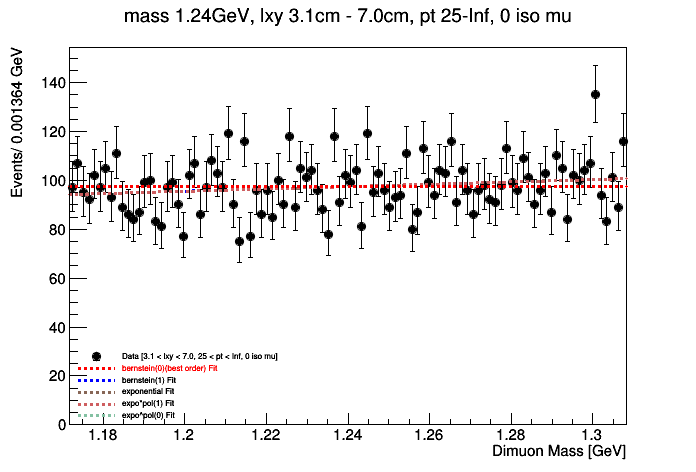 mass 1.24GeV, lxy 3.1cm - 7.0cm, pt 25-Inf, 0 iso mu
Events/ 0.001364 GeV
140
120
100
80
60
40
20
0
Data [3.1 < lxy < 7.0, 25 < pt < Inf, 0 iso mu]
bernstein(0)(best order) Fit
bernstein(1) Fit
exponential Fit
expo*pol(1) Fit
expo*pol(0) Fit
1.18 1.2 1.22 1.24 1.26 1.28 1.3
Dimuon Mass [GeV]